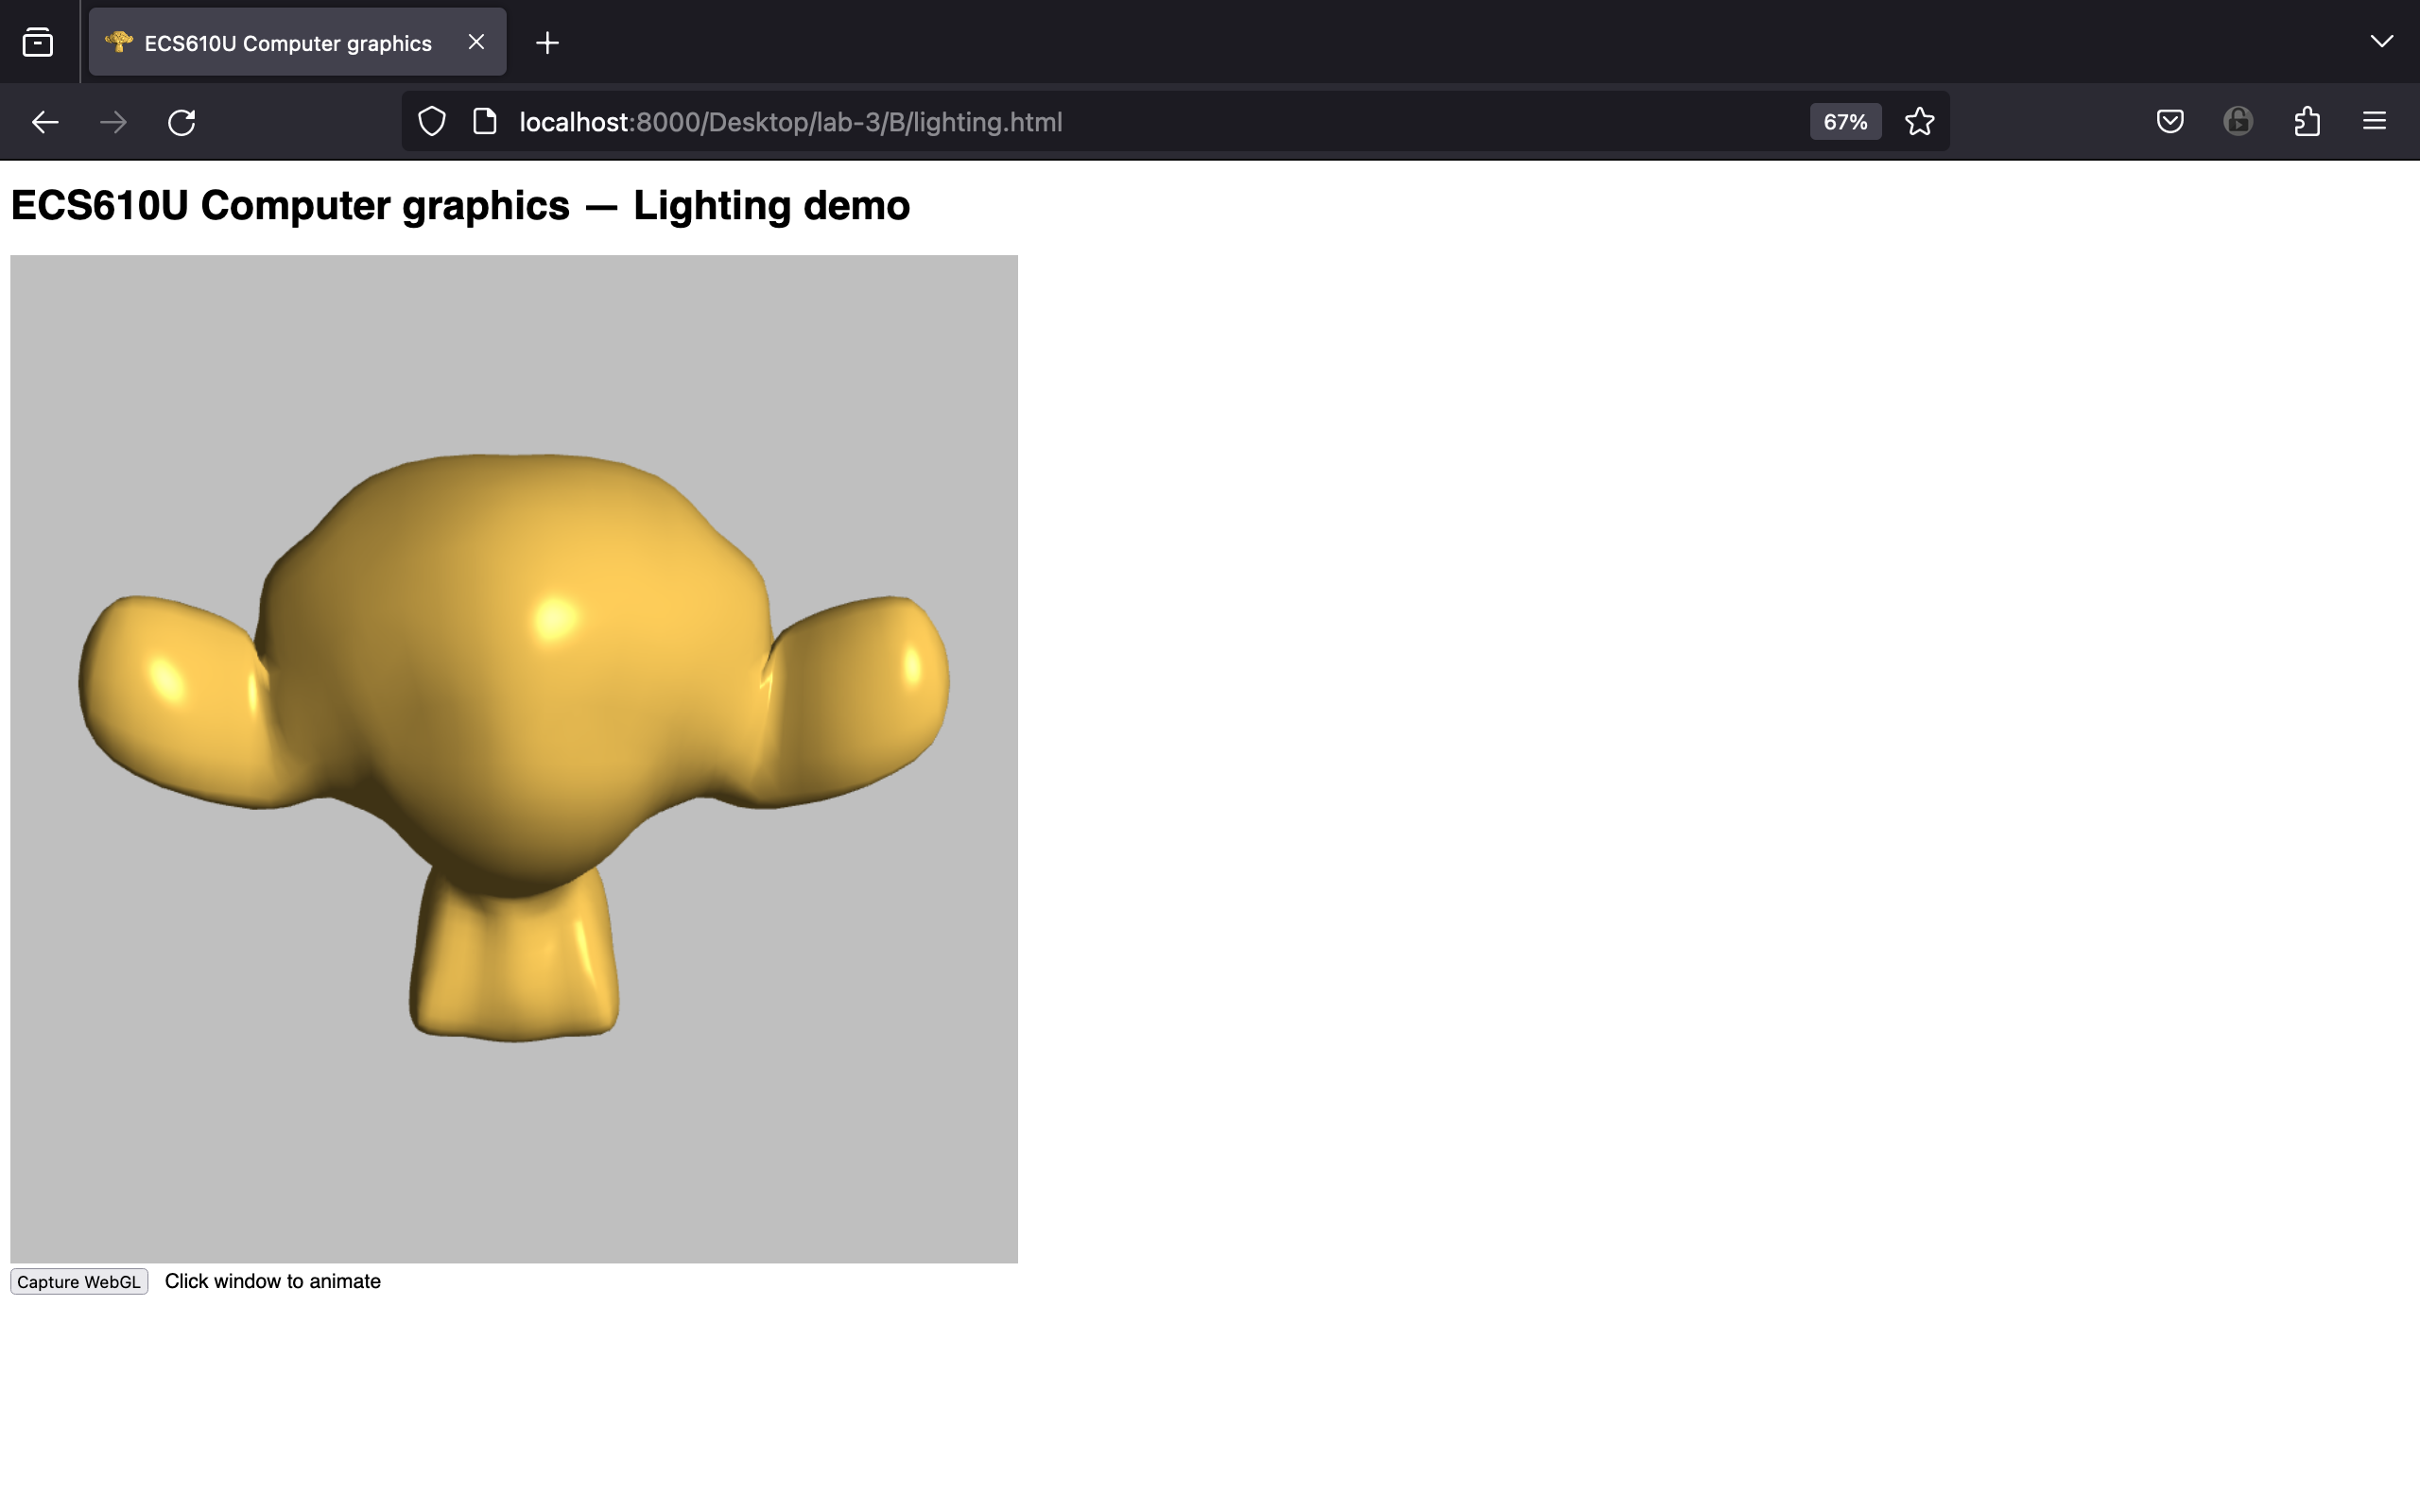 ECS610U Computer graphics
localhost:8000/Desktop/lab-3/B/lighting.html 67%
ECS610U Computer graphics — Lighting demo
Capture WebGL Click window to animate